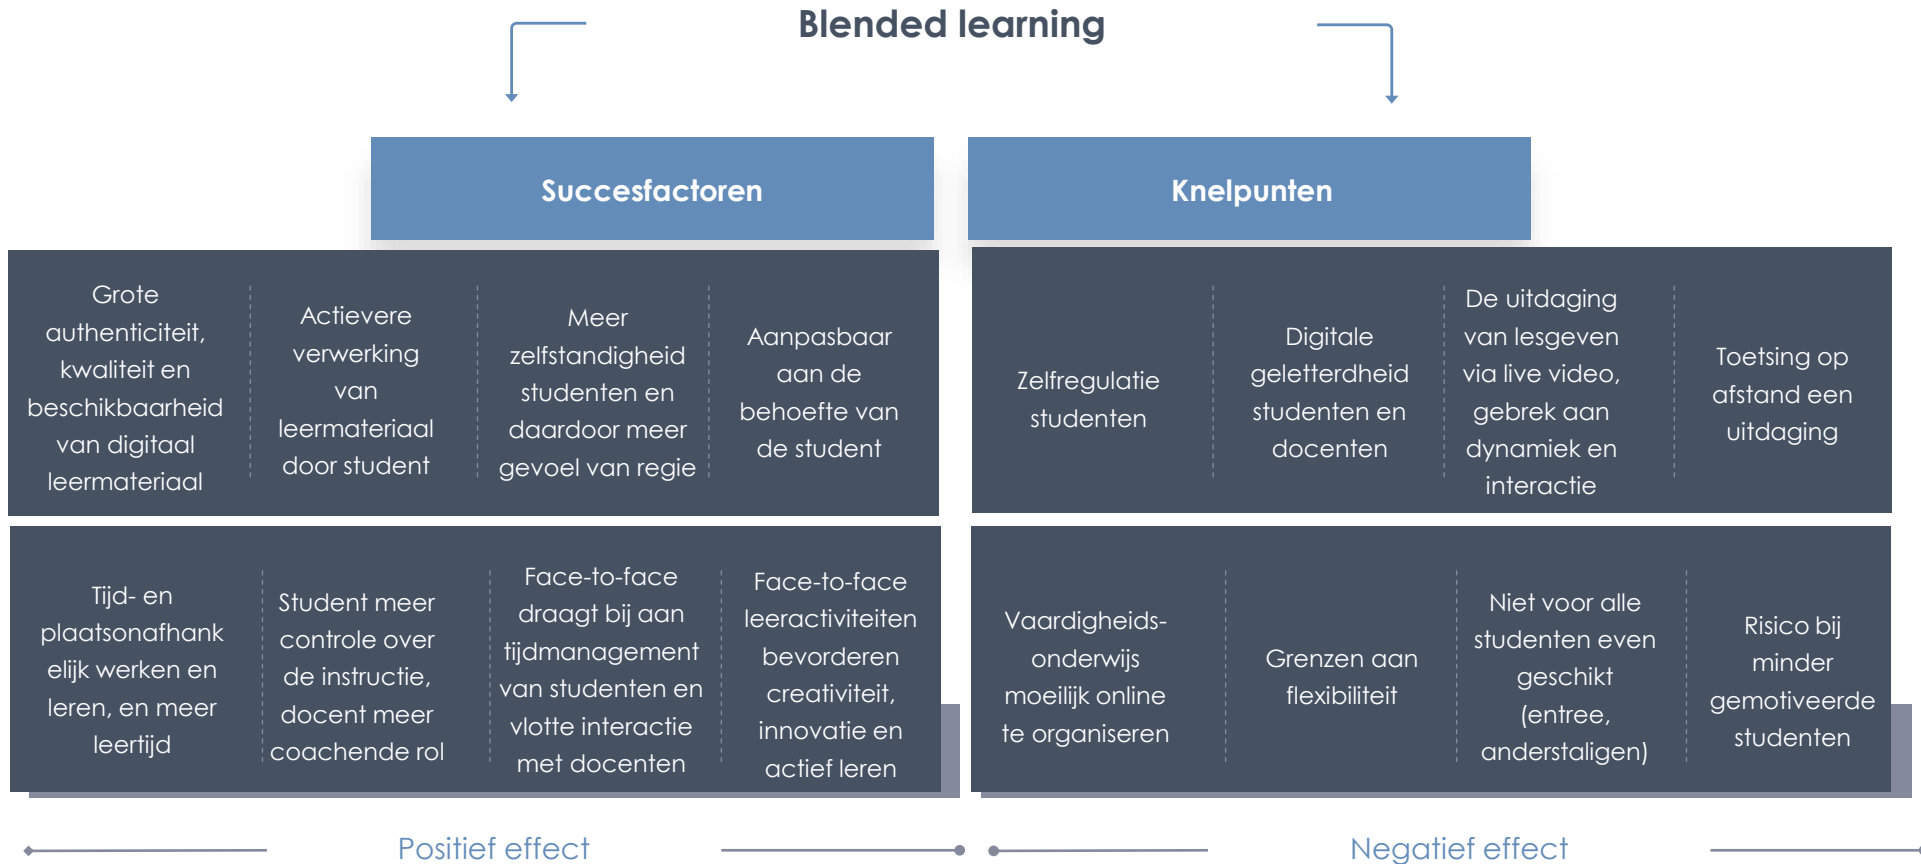 Blended learning
Succesfactoren
Knelpunten
Grote
authenticiteit,
kwaliteit en
beschikbaarheid
van digitaal
leermateriaal
Actievere
verwerking
van
leermateriaal
door student
Meer
zelfstandigheid
studenten en
daardoor meer
gevoel van regie
Aanpasbaar
aan de
behoefte van
de student
Zelfregulatie
studenten
Digitale
geletterdheid
studenten en
docenten
De uitdaging
van lesgeven
via live video,
gebrek aan
dynamiek en
interactie
Toetsing op
afstand een
uitdaging
Tijd- en
plaatsonafhank
elijk werken en
leren, en meer
leertijd
Student meer
controle over
de instructie,
docent meer
coachende rol
Face-to-face
draagt bij aan
tijdmanagement
van studenten en
vlotte interactie
met docenten
Face-to-face
leeractiviteiten
bevorderen
creativiteit,
innovatie en
actief leren
Vaardigheids-
onderwijs
moeilijk online
te organiseren
Grenzen aan
flexibiliteit
Niet voor alle
studenten even
geschikt
(entree,
anderstaligen)
Risico bij
minder
gemotiveerde
studenten
Positief effect
Negatief effect